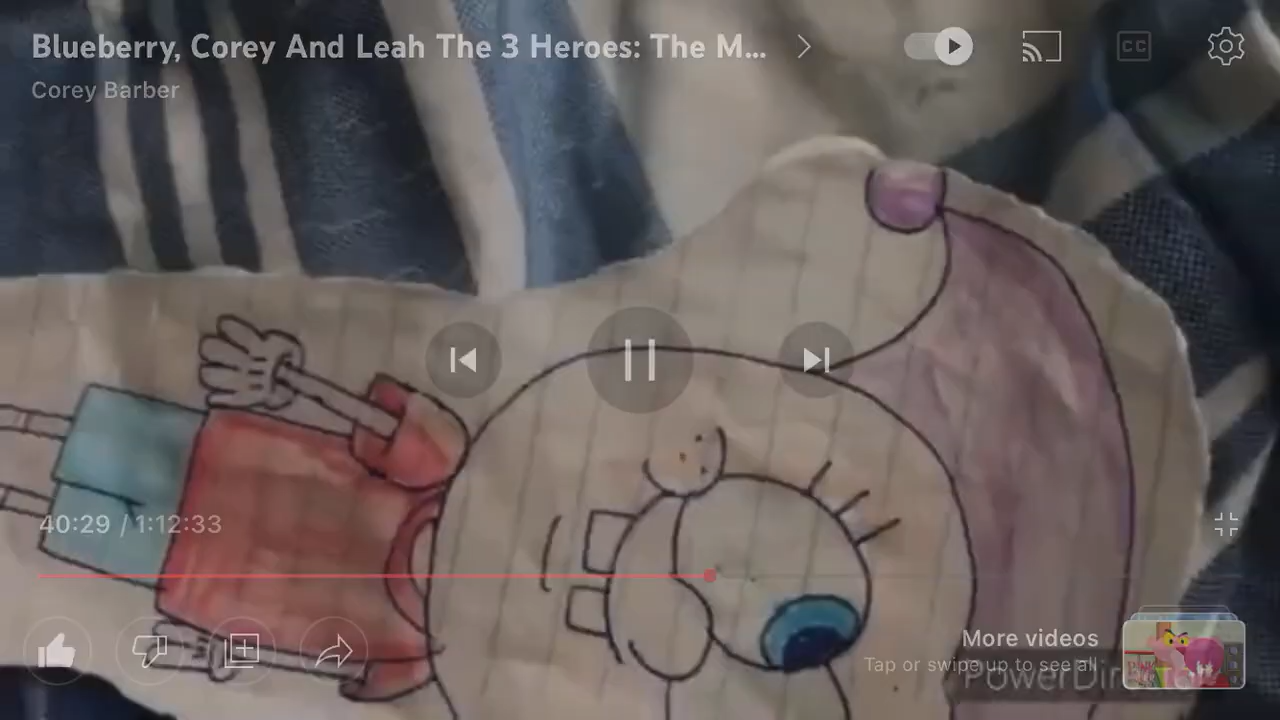 Blueberry, Corey And Leah The 3 Heroes: The M...
Corey Barber
CC
40:29 / 1:12:33
More videos
Tap or swipe up to see all